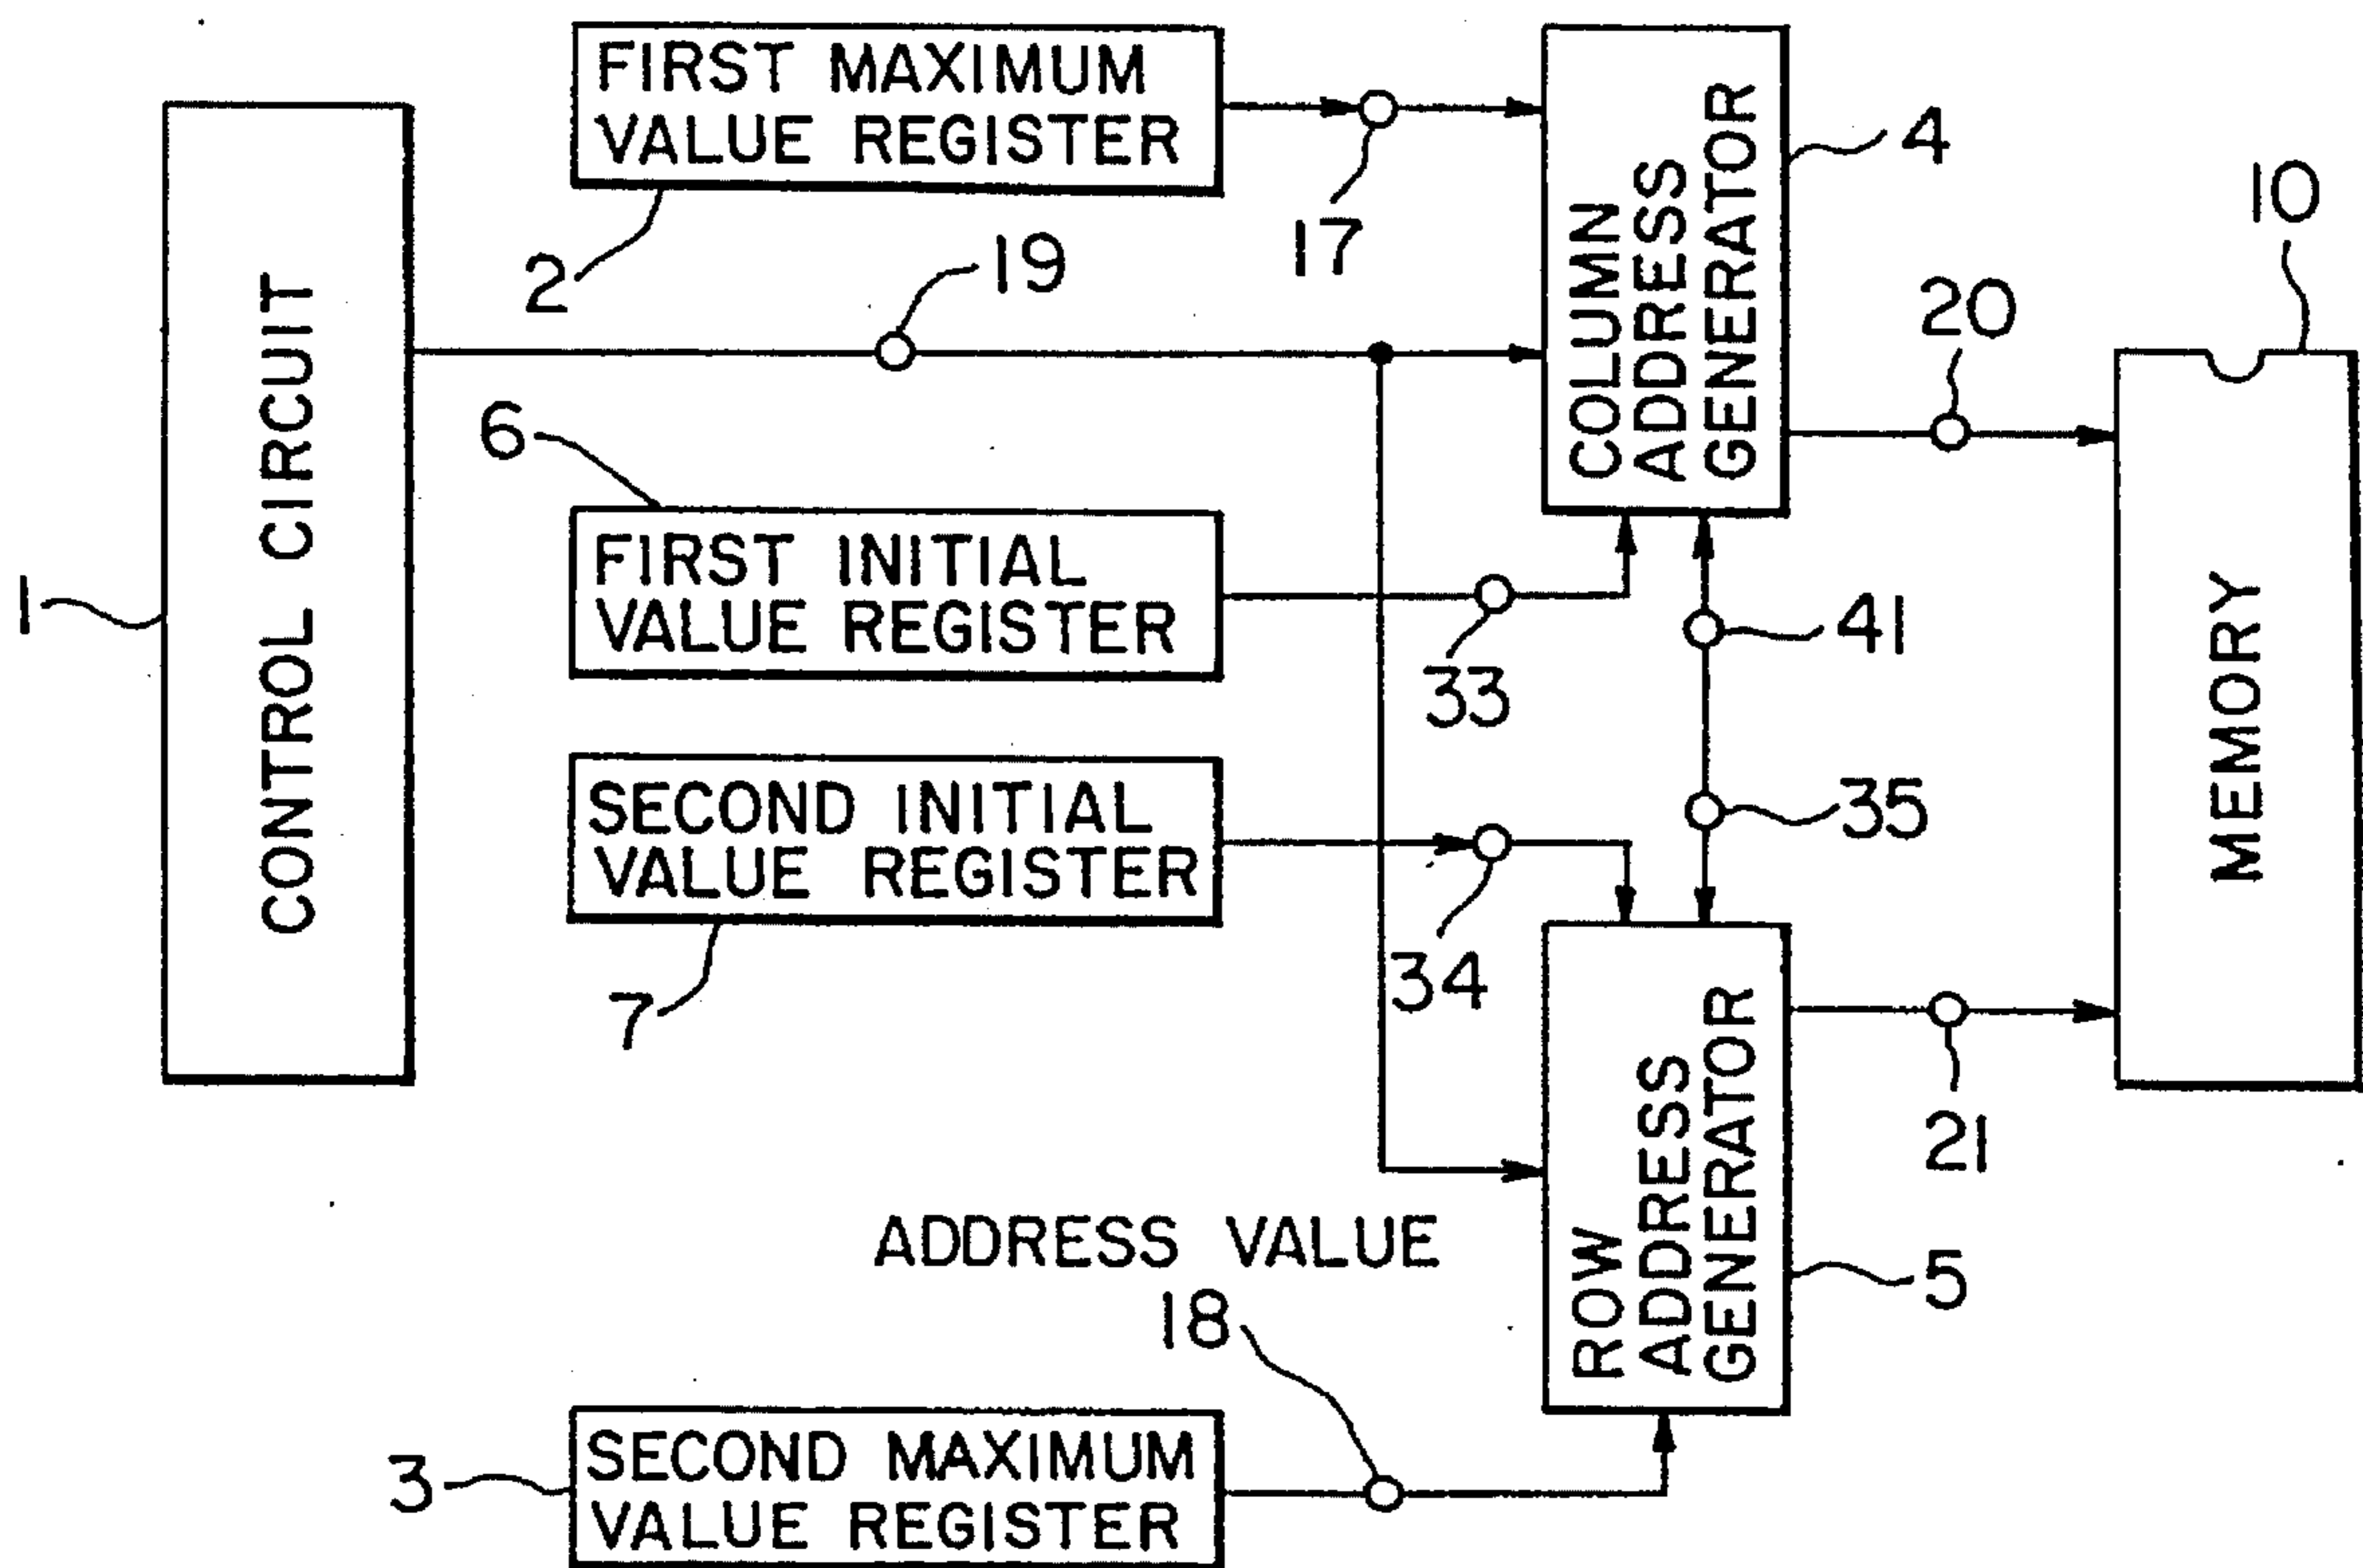 FIRST MAXIMUM
VALUE REGISTER
2
17
COLUMN
ADDRESS
GENERATOR
4
10
19
20
CONTROL CIRCUIT
1
6
FIRST INITIAL
VALUE REGISTER
33
41
MEMORY
SECOND INITIAL
VALUE REGISTER
7
34
35
ROW
ADDRESS
GENERATOR
21
5
ADDRESS VALUE
18
3
SECOND MAXIMUM
VALUE REGISTER